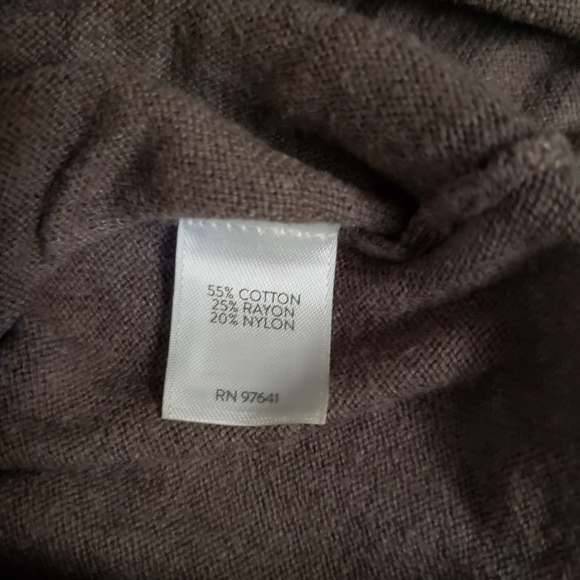 55% COTTON
25% RAYON
20% NYLON
RN 97641